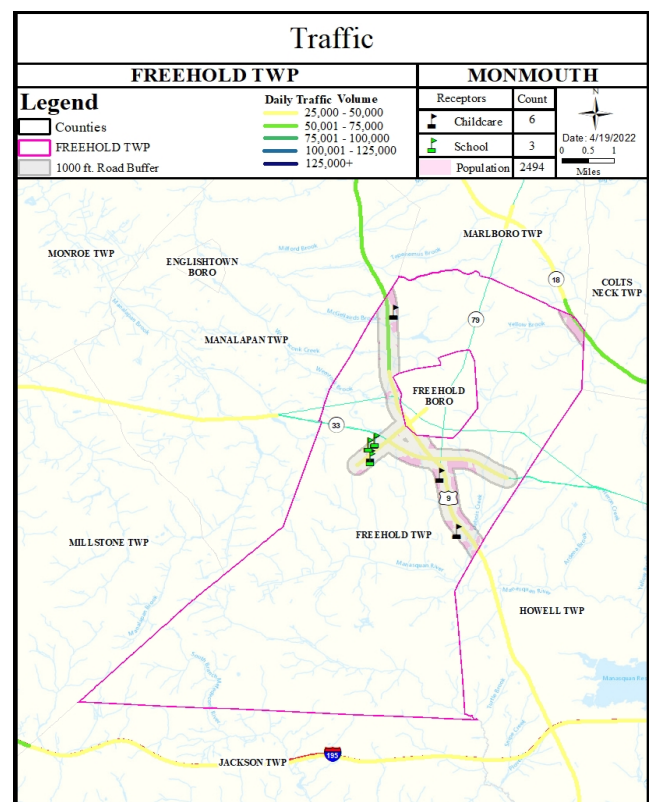 Traffic
FREEHOLD TWP
MONMOUTH
Legend
Counties
FREEHOLD TWP
1000 ft. Road Buffer
Daily Traffic Volume
25,000 - 50,000
50,001 - 75,000
75,001 - 100,000
100,001 - 125,000
125,000+
Receptors Count
Childcare 6
School 3
Population 2494
N
Date: 4/19/2022
0 0.5 1
Miles
MONROE TWP
ENGLISHTOWN
BORO
MARLBORO TWP
COLTS
NECK TWP
18
79
Yellow Brook
MANALAPAN TWP
FREEHOLD
BORO
33
9
FREEHOLD TWP
MILLSTONE TWP
Manasquan River
HOWELL TWP
195
JACKSON TWP